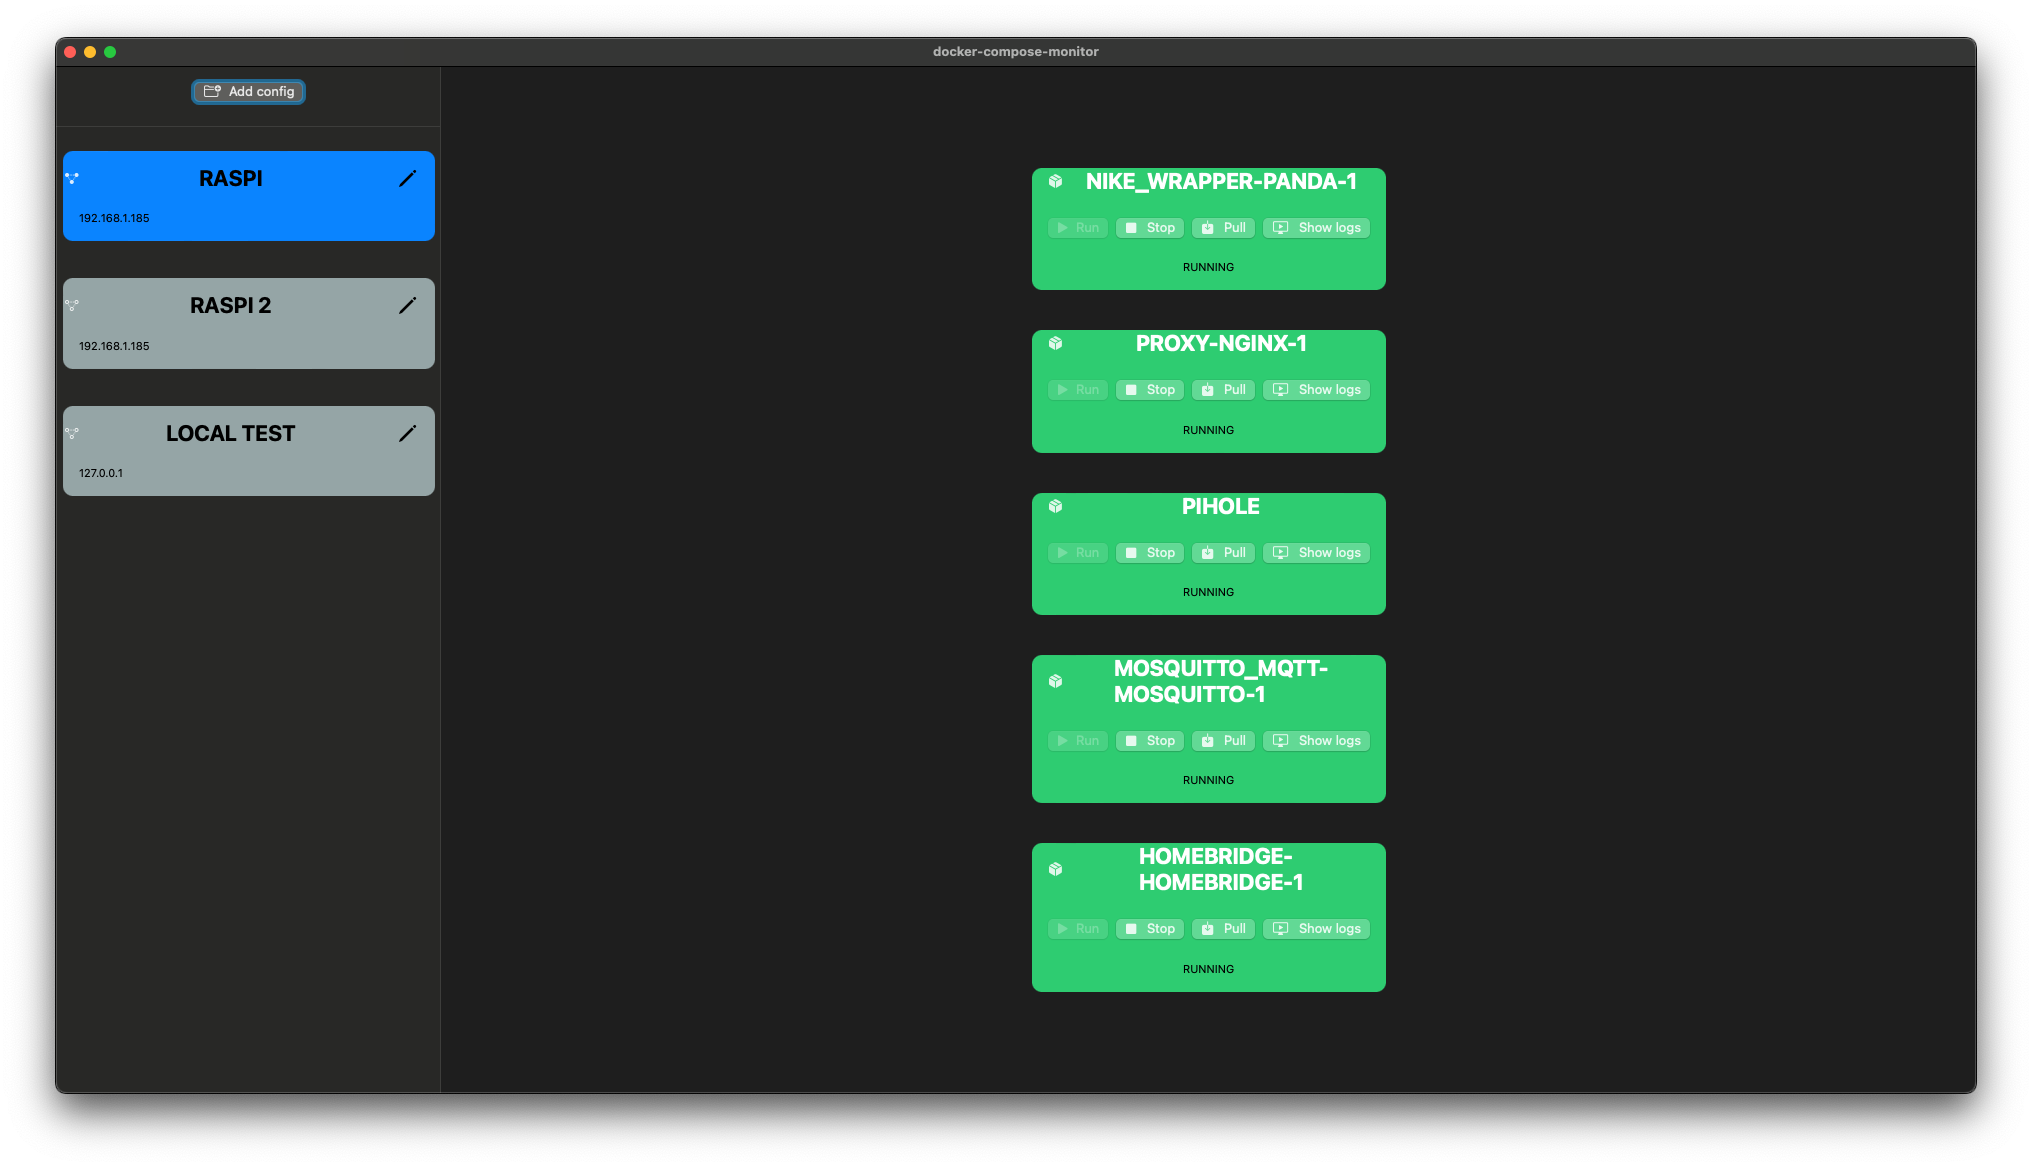 docker-compose-monitor
Add config
RASPI
192.168.1.185
RASPI 2
192.168.1.185
LOCAL TEST
127.0.0.1
NIKE_WRAPPER-PANDA-1
Run Stop Pull Show logs
RUNNING
PROXY-NGINX-1
Run Stop Pull Show logs
RUNNING
PIHOLE
Run Stop Pull Show logs
RUNNING
MOSQUITTO_MQTT-
MOSQUITTO-1
Run Stop Pull Show logs
RUNNING
HOMEBRIDGE-
HOMEBRIDGE-1
Run Stop Pull Show logs
RUNNING